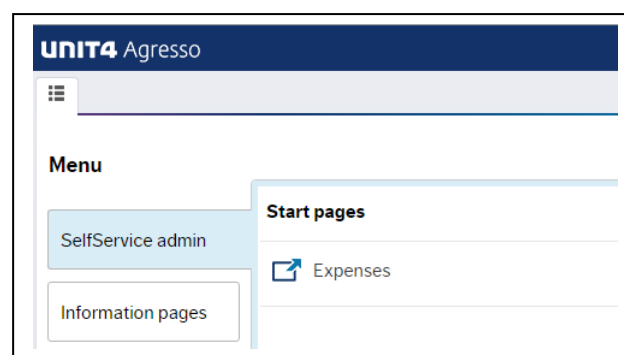 UNIT4 Agresso
Menu
SelfService admin
Information pages
Start pages
Expenses